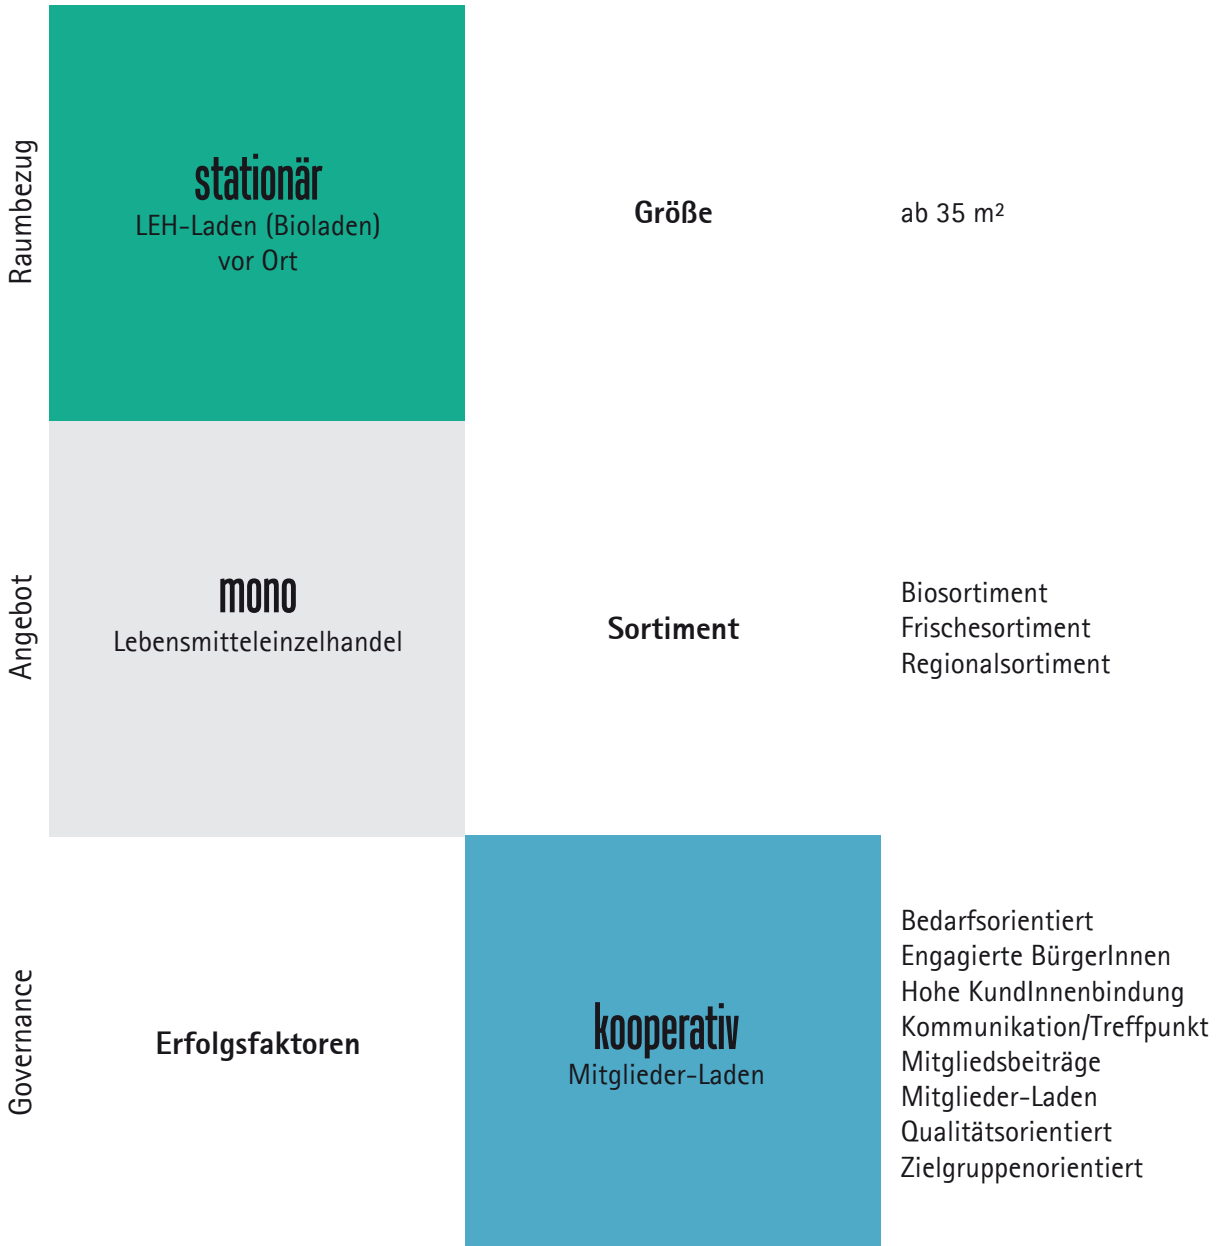 Raumbezug
stationär
LEH-Laden (Bioladen)
vor Ort
Größe
ab 35 m²
Angebot
mono
Lebensmitteleinzelhandel
Sortiment
Biosortiment
Frischesortiment
Regionalsortiment
Governance
Erfolgsfaktoren
kooperativ
Mitglieder-Laden
Bedarfsorientiert
Engagierte BürgerInnen
Hohe KundInnenbindung
Kommunikation/Treffpunkt
Mitgliedsbeiträge
Mitglieder-Laden
Qualitätsorientiert
Zielgruppenorientiert